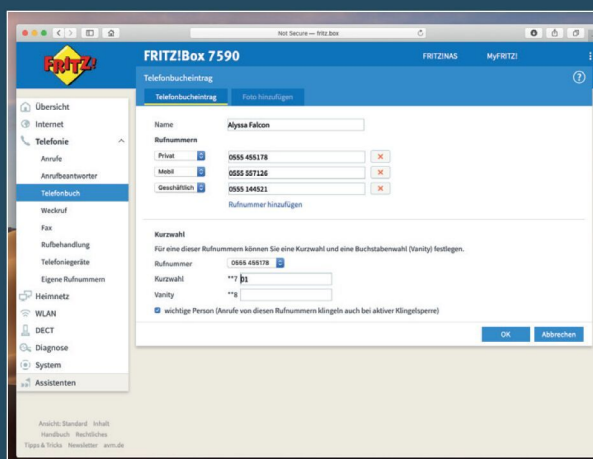 Not Secure — fritz.box
FRITZ!
FRITZ!Box 7590
FRITZ!NAS
MyFRITZ!
Telefonbucheintrag
?
Telefonbucheintrag
Foto hinzufügen
Übersicht
Internet
Telefonie
Anrufe
Anrufbeantworter
Telefonbuch
Weckruf
Fax
Rufbehandlung
Telefoniegeräte
Eigene Rufnummern
Heimnetz
WLAN
DECT
Diagnose
System
Assistenten
Ansicht: Standard Inhalt
Handbuch Rechtliches
Tipps & Tricks Newsletter avm.de
Name Alyssa Falcon
Rufnummern
Privat 0555 455178
Mobil 0555 557126
Geschäftlich 0555 144521
Rufnummer hinzufügen
Kurzwahl
Für eine dieser Rufnummern können Sie eine Kurzwahl und eine Buchstabenwahl (Vanity) festlegen.
Rufnummer 0555 455178
Kurzwahl **7 01
Vanity **8
wichtige Person (Anrufe von diesen Rufnummern klingeln auch bei aktiver Klingelsperre)
OK
Abbrechen